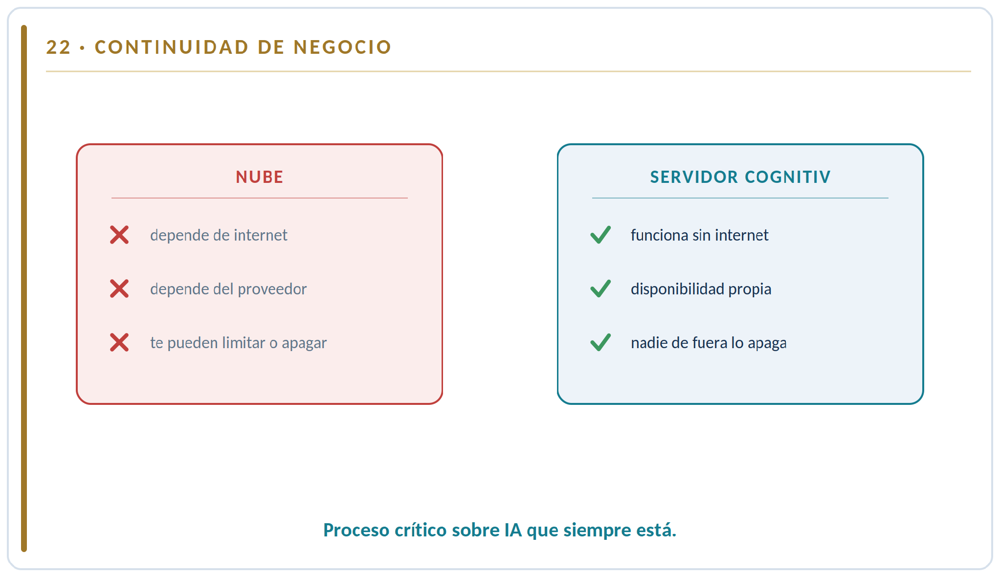 22 · CONTINUIDAD DE NEGOCIO
NUBE
depende de internet
depende del proveedor
te pueden limitar o apagar
SERVIDOR COGNITIV
funciona sin internet
disponibilidad propia
nadie de fuera lo apaga
Proceso crítico sobre IA que siempre está.